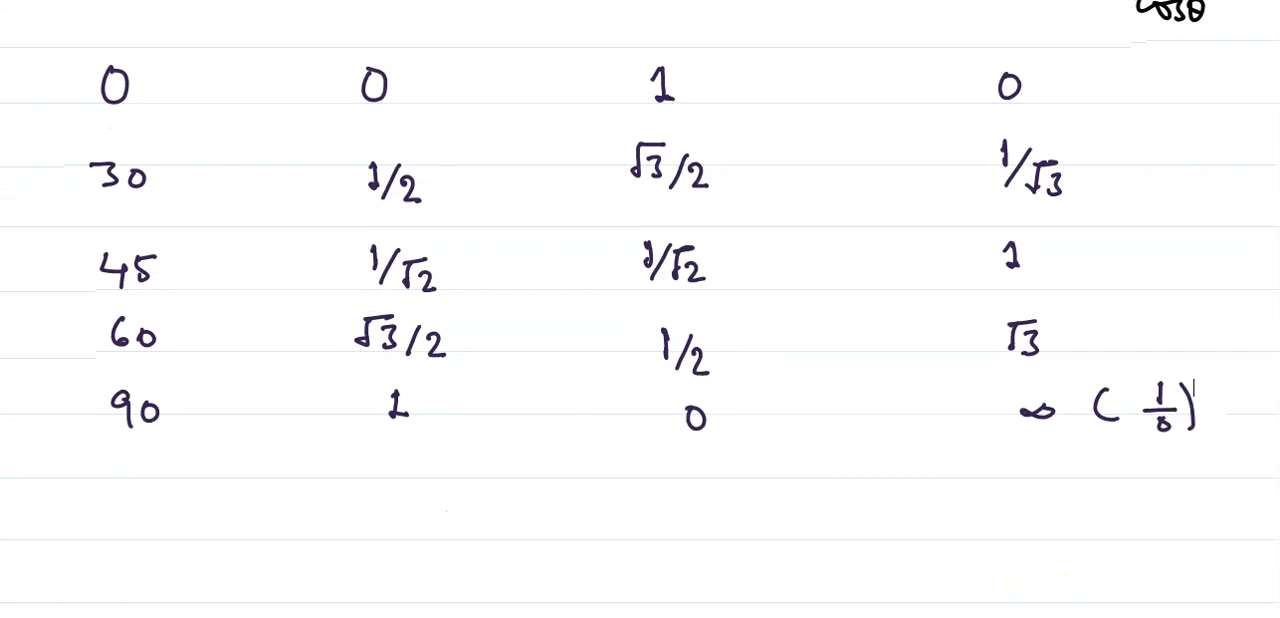 cosθ
0 0 1 0
30 1/2 √3/2 1/√3
45 1/√2 1/√2 1
60 √3/2 1/2 √3
90 1 0 ∞ (1/0)